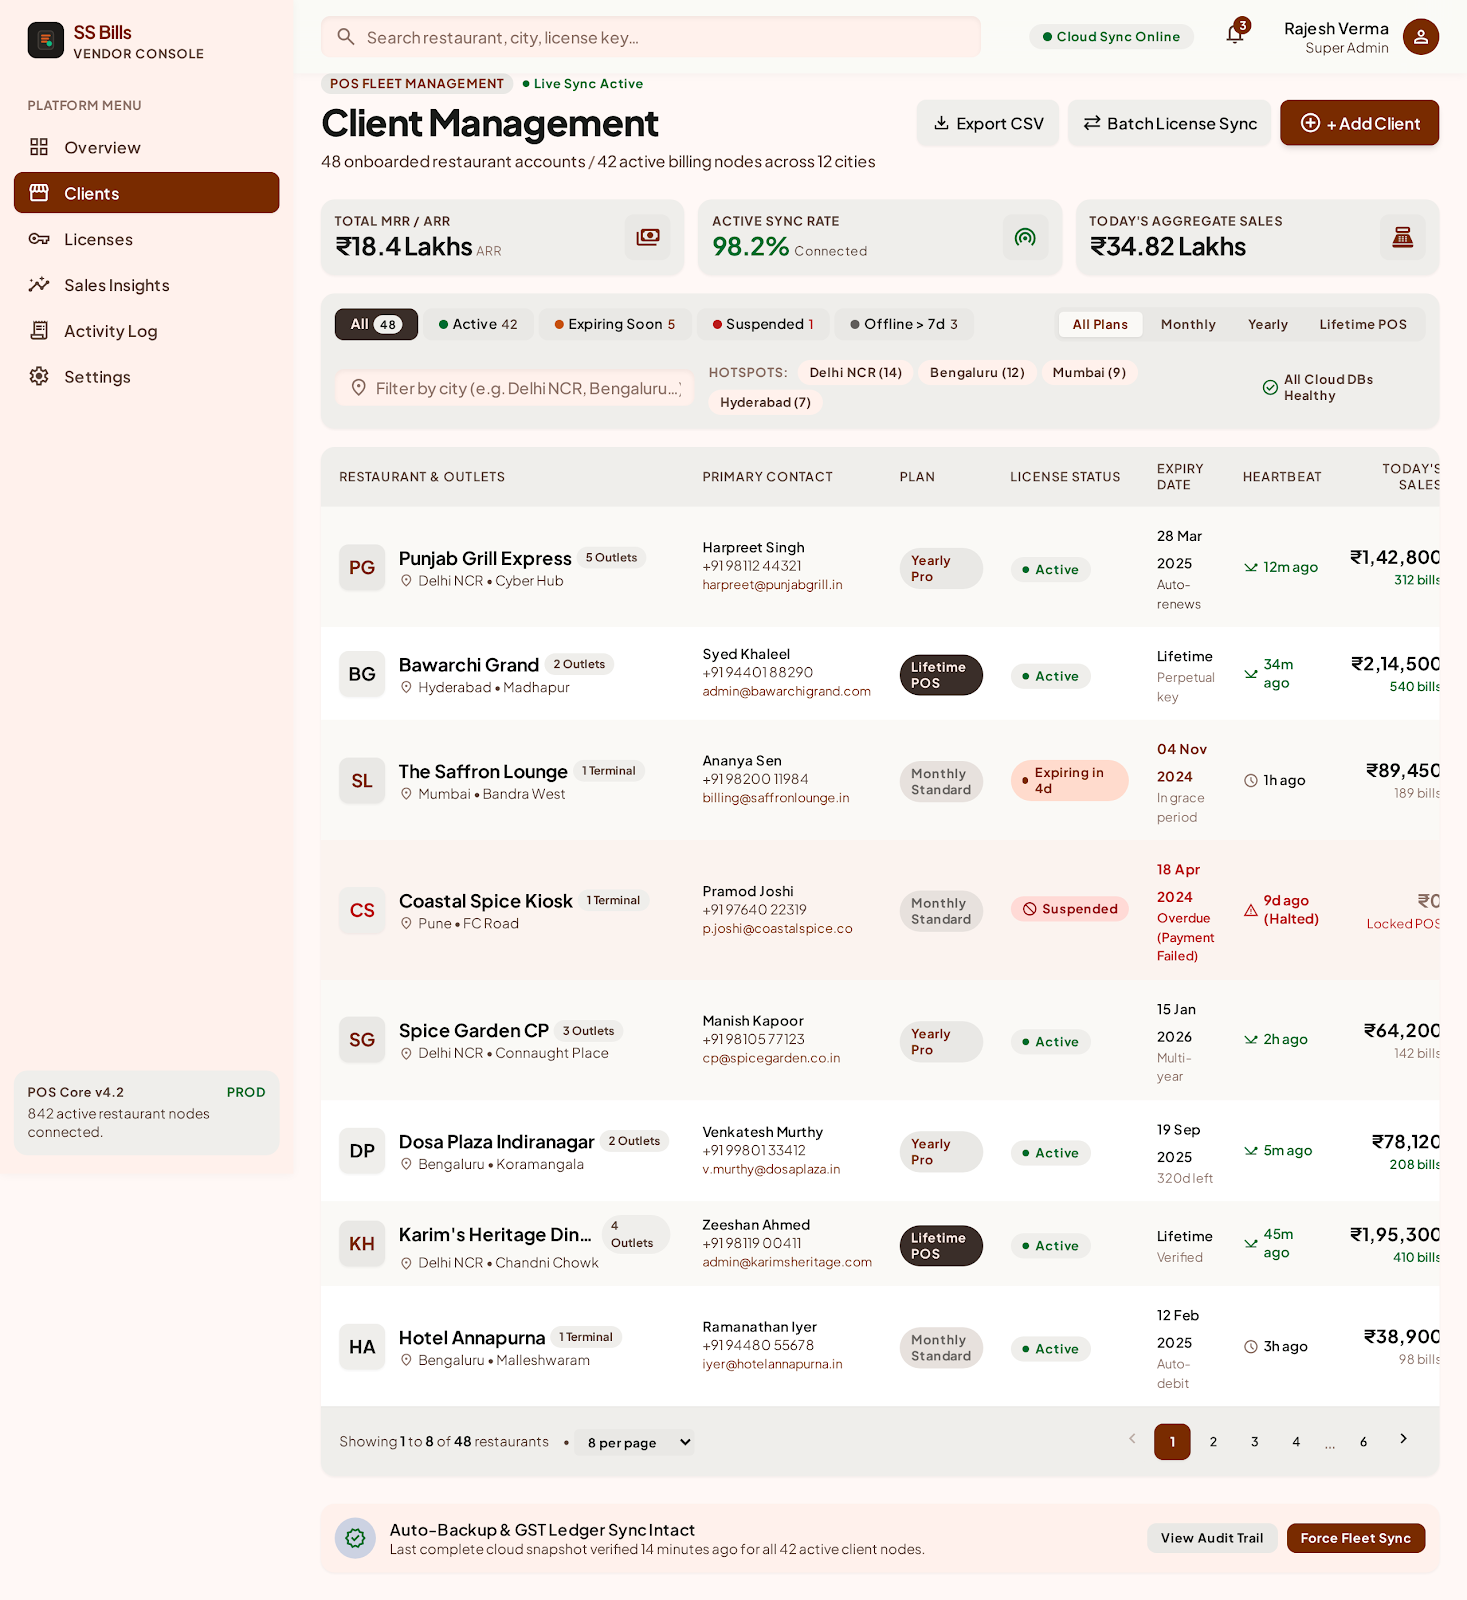 SS Bills
VENDOR CONSOLE
PLATFORM MENU
Overview
Clients
Licenses
Sales Insights
Activity Log
Settings
POS Core v4.2 PROD
842 active restaurant nodes
connected.
Search restaurant, city, license key...
Cloud Sync Online
3
Rajesh Verma
Super Admin
POS FLEET MANAGEMENT
Live Sync Active
Client Management
48 onboarded restaurant accounts / 42 active billing nodes across 12 cities
Export CSV
Batch License Sync
+ Add Client
TOTAL MRR / ARR
₹18.4 Lakhs ARR
ACTIVE SYNC RATE
98.2% Connected
TODAY'S AGGREGATE SALES
₹34.82 Lakhs
All 48
Active 42
Expiring Soon 5
Suspended 1
Offline > 7d 3
All Plans
Monthly
Yearly
Lifetime POS
Filter by city (e.g. Delhi NCR, Bengaluru...)
HOTSPOTS: Delhi NCR (14) Bengaluru (12) Mumbai (9)
Hyderabad (7)
All Cloud DBs
Healthy
RESTAURANT & OUTLETS
PRIMARY CONTACT
PLAN
LICENSE STATUS
EXPIRY
DATE
HEARTBEAT
TODAY'S
SALES
PG
Punjab Grill Express 5 Outlets
Delhi NCR • Cyber Hub
Harpreet Singh
+91 98112 44321
harpreet@punjabgrill.in
Yearly
Pro
Active
28 Mar
2025
Auto-
renews
12m ago
₹1,42,800
312 bills
BG
Bawarchi Grand 2 Outlets
Hyderabad • Madhapur
Syed Khaleel
+91 94401 88290
admin@bawarchigrand.com
Lifetime
POS
Active
Lifetime
Perpetual
key
34m
ago
₹2,14,500
540 bills
SL
The Saffron Lounge 1 Terminal
Mumbai • Bandra West
Ananya Sen
+91 98200 11984
billing@saffronlounge.in
Monthly
Standard
Expiring in
4d
04 Nov
2024
In grace
period
1h ago
₹89,450
189 bills
CS
Coastal Spice Kiosk 1 Terminal
Pune • FC Road
Pramod Joshi
+91 97640 22319
p.joshi@coastalspice.co
Monthly
Standard
Suspended
18 Apr
2024
Overdue
(Payment
Failed)
9d ago
(Halted)
₹0
Locked POS
SG
Spice Garden CP 3 Outlets
Delhi NCR • Connaught Place
Manish Kapoor
+91 98105 77123
cp@spicegarden.co.in
Yearly
Pro
Active
15 Jan
2026
Multi-
year
2h ago
₹64,200
142 bills
DP
Dosa Plaza Indiranagar 2 Outlets
Bengaluru • Koramangala
Venkatesh Murthy
+91 99801 33412
v.murthy@dosaplaza.in
Yearly
Pro
Active
19 Sep
2025
320d left
5m ago
₹78,120
208 bills
KH
Karim's Heritage Din... 4
Outlets
Delhi NCR • Chandni Chowk
Zeeshan Ahmed
+91 98119 00411
admin@karimsheritage.com
Lifetime
POS
Active
Lifetime
Verified
45m
ago
₹1,95,300
410 bills
HA
Hotel Annapurna 1 Terminal
Bengaluru • Malleshwaram
Ramanathan Iyer
+91 94480 55678
iyer@hotelannapurna.in
Monthly
Standard
Active
12 Feb
2025
Auto-
debit
3h ago
₹38,900
98 bills
Showing 1 to 8 of 48 restaurants • 8 per page
1 2 3 4 ... 6
Auto-Backup & GST Ledger Sync Intact
Last complete cloud snapshot verified 14 minutes ago for all 42 active client nodes.
View Audit Trail
Force Fleet Sync